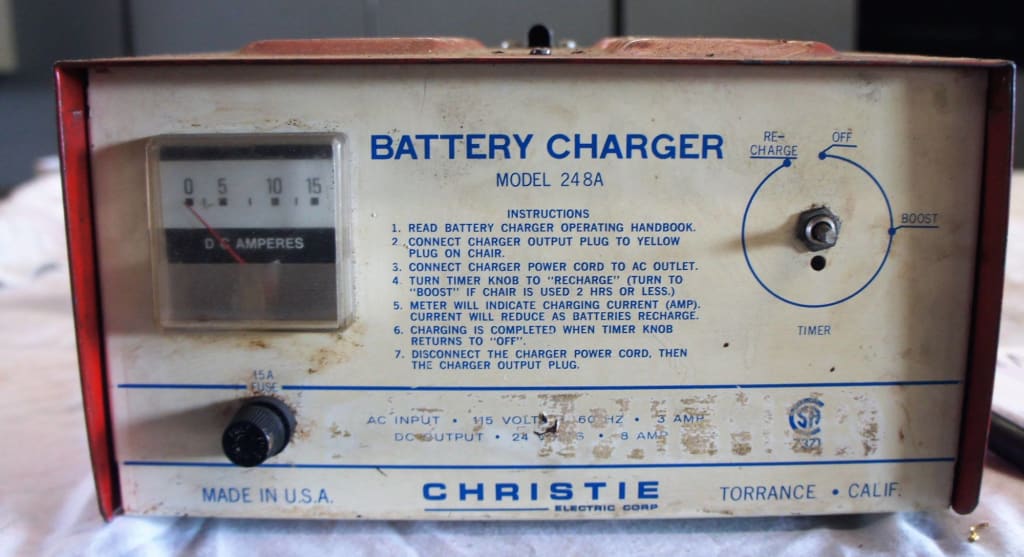 0 5 10 15
D C AMPERES
BATTERY CHARGER
MODEL 248A
INSTRUCTIONS
1. READ BATTERY CHARGER OPERATING HANDBOOK.
2. CONNECT CHARGER OUTPUT PLUG TO YELLOW
PLUG ON CHAIR.
3. CONNECT CHARGER POWER CORD TO AC OUTLET.
4. TURN TIMER KNOB TO "RECHARGE" (TURN TO
"BOOST" IF CHAIR IS USED 2 HRS OR LESS.)
5. METER WILL INDICATE CHARGING CURRENT (AMP).
CURRENT WILL REDUCE AS BATTERIES RECHARGE.
6. CHARGING IS COMPLETED WHEN TIMER KNOB
RETURNS TO "OFF".
7. DISCONNECT THE CHARGER POWER CORD, THEN
THE CHARGER OUTPUT PLUG.
RE-
CHARGE
OFF
BOOST
TIMER
15A
FUSE
AC INPUT • 115 VOLTS • 60 HZ • 3 AMP
DC OUTPUT • 24 • 8 AMP
SA
7371
MADE IN U.S.A.
CHRISTIE
ELECTRIC CORP
TORRANCE • CALIF.